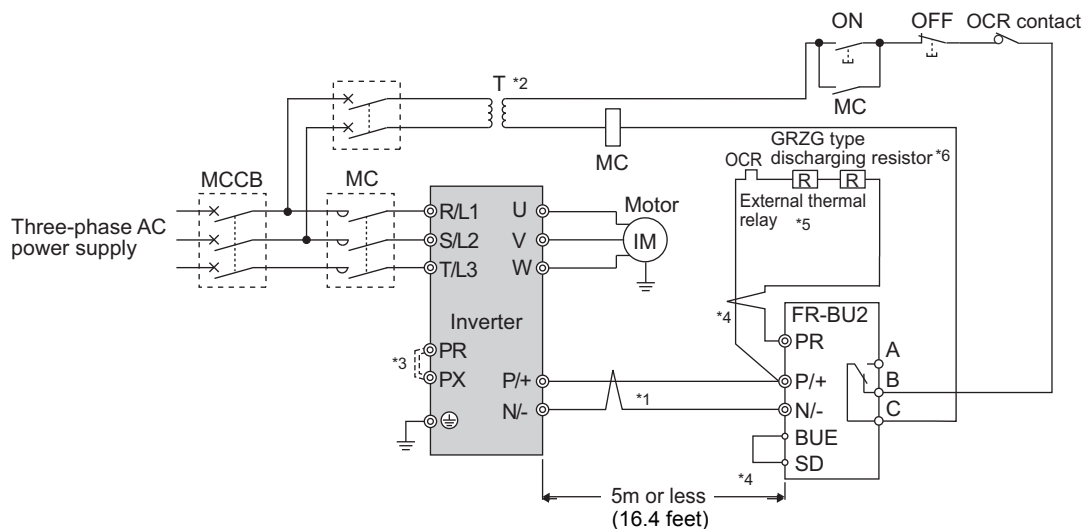 ON OFF OCR contact
T *2
MC
MC
GRZG type
discharging resistor *6
OCR
R R
External thermal
relay *5
MCCB MC
Three-phase AC
power supply
R/L1 U Motor
S/L2 V IM
T/L3 W
Inverter
*4 FR-BU2
PR A
*3 PR
PX P/+ P/+ B
N/- *1 N/- C
BUE
SD
*4
5m or less
(16.4 feet)